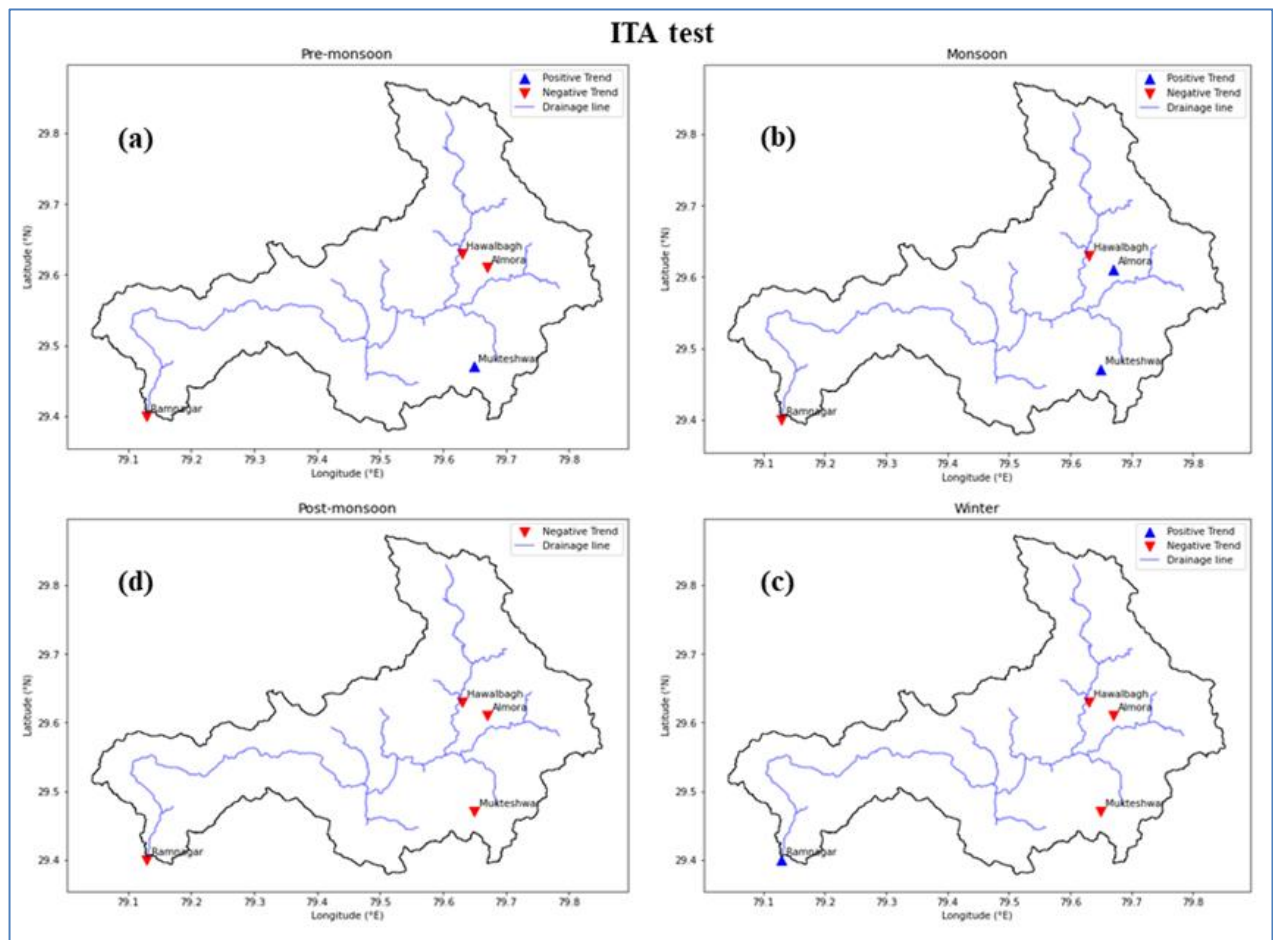 ITA test
Pre-monsoon
(a)
Positive Trend
Negative Trend
Drainage line
Hawalbagh
Almora
Mukteshwar
Ramnagar
29.8
29.7
29.6
29.5
29.4
Latitude (°N)
79.1 79.2 79.3 79.4 79.5 79.6 79.7 79.8
Longitude (°E)
Monsoon
(b)
Positive Trend
Negative Trend
Drainage line
Hawalbagh
Almora
Mukteshwar
Ramnagar
29.8
29.7
29.6
29.5
29.4
Latitude (°N)
79.1 79.2 79.3 79.4 79.5 79.6 79.7 79.8
Longitude (°E)
Post-monsoon
(d)
Negative Trend
Drainage line
Hawalbagh
Almora
Mukteshwar
Ramnagar
29.8
29.7
29.6
29.5
29.4
Latitude (°N)
79.1 79.2 79.3 79.4 79.5 79.6 79.7 79.8
Longitude (°E)
Winter
(c)
Positive Trend
Negative Trend
Drainage line
Hawalbagh
Almora
Mukteshwar
Ramnagar
29.8
29.7
29.6
29.5
29.4
Latitude (°N)
79.1 79.2 79.3 79.4 79.5 79.6 79.7 79.8
Longitude (°E)